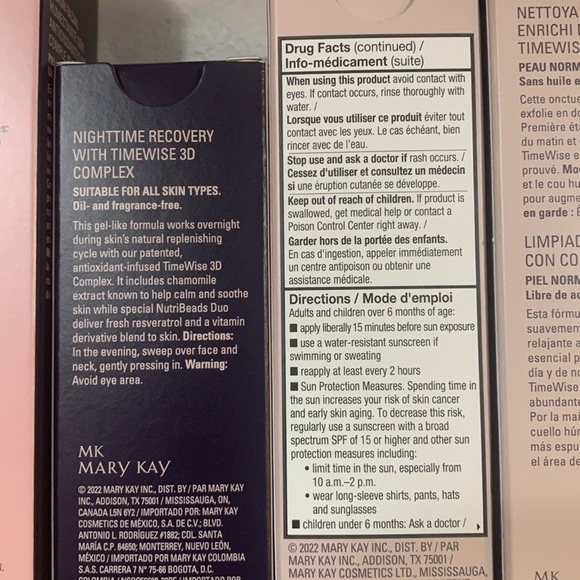 NIGHTTIME RECOVERY
WITH TIMEWISE 3D
COMPLEX
SUITABLE FOR ALL SKIN TYPES.
Oil- and fragrance-free.
This gel-like formula works overnight
during skin's natural replenishing
cycle with our patented,
antioxidant-infused TimeWise 3D
Complex. It includes chamomile
extract known to help calm and soothe
skin while special NutriBeads Duo
deliver fresh resveratrol and a vitamin
derivative blend to skin. Directions:
In the evening, sweep over face and
neck, gently pressing in. Warning:
Avoid eye area.
MK
MARY KAY
© 2022 MARY KAY INC., DIST. BY / PAR MARY KAY
INC., ADDISON, TX 75001 / MISSISSAUGA, ON,
CANADA L5N 6Y2 / IMPORTADO POR: MARY KAY
COSMETICS DE MÉXICO, S.A. DE C.V.; BLVD.
ANTONIO L. RODRÍGUEZ #1882; COL. SANTA
MARÍA C.P. 64650; MONTERREY, NUEVO LEÓN,
MÉXICO / IMPORTADO POR MARY KAY COLOMBIA
S.A.S. CARRERA 7 N° 75-66 BOGOTA, D.C.
Drug Facts (continued) /
Info-médicament (suite)
When using this product avoid contact with
eyes. If contact occurs, rinse thoroughly with
water. /
Lorsque vous utiliser ce produit éviter tout
contact avec les yeux. Le cas échéant, bien
rincer avec de l'eau.
Stop use and ask a doctor if rash occurs. /
Cessez d'utiliser et consultez un médecin
si une éruption cutanée se développe.
Keep out of reach of children. If product is
swallowed, get medical help or contact a
Poison Control Center right away. /
Garder hors de la portée des enfants.
En cas d'ingestion, appeler immédiatement
un centre antipoison ou obtenir une
assistance médicale.
Directions / Mode d'emploi
Adults and children over 6 months of age:
■ apply liberally 15 minutes before sun exposure
■ use a water-resistant sunscreen if
swimming or sweating
■ reapply at least every 2 hours
■ Sun Protection Measures. Spending time in
the sun increases your risk of skin cancer
and early skin aging. To decrease this risk,
regularly use a sunscreen with a broad
spectrum SPF of 15 or higher and other sun
protection measures including:
• limit time in the sun, especially from
10 a.m.–2 p.m.
• wear long-sleeve shirts, pants, hats
and sunglasses
■ children under 6 months: Ask a doctor /
© 2022 MARY KAY INC., DIST. BY / PAR
MARY KAY INC., ADDISON, TX 75001 /
MARY KAY COSMETICS LTD., MISSISSAUGA,
NETTOYA
ENRICHI
TIMEWIS
PEAU NORM
Sans huile e
Cette onctue
exfolie en do
Première éta
du matin et
TimeWise e
prouvé. Mo
et le cou hu
pour augme
en garde : É
LIMPIAD
CON CO
PIEL NORM
Libre de ac
Esta fórmu
suavement
relajante a
esencial p
día y de no
TimeWise
abundante
Por la mañ
cuello húm
más espu
el área de
MK